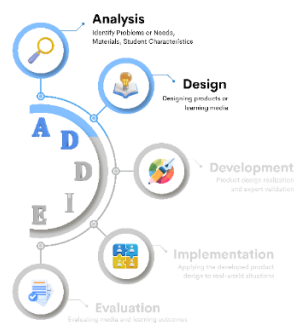 Analysis
Identify Problems or Needs,
Materials, Student Characteristics
Design
Designing products or
learning media
A
D
D
I
E
Development
Product design realization
and expert validation
Implementation
Applying the developed product
design to real-world situations
Evaluation
Evaluating media and learning outcomes